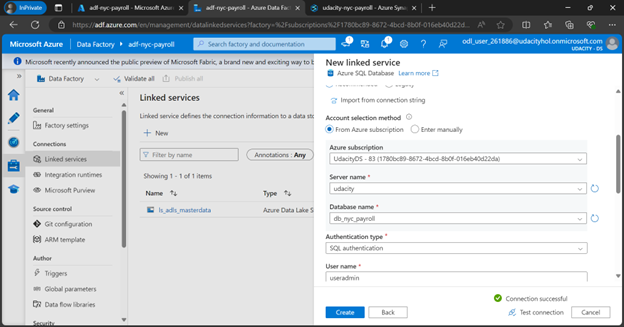 InPrivate
adf-nyc-payroll - Microsoft Azu
adf-nyc-payroll - Azure Data Fac
udacity-nyc-payroll - Azure Syna
https://adf.azure.com/en/management/datalinkedservices?factory=%2Fsubscriptions%2F1780bc89-8672-4bcd-8b0f-016eb40d22d...
Microsoft Azure
Data Factory
adf-nyc-payroll
Search factory and documentation
odl_user_261886@udacityhol.onmicrosoft.com
UDACITY - DS
Microsoft recently announced the public preview of Microsoft Fabric, a brand new and exciting way to b
Data Factory
Validate all
Publish all
General
Factory settings
Connections
Linked services
Integration runtimes
Microsoft Purview
Source control
Git configuration
ARM template
Author
Triggers
Global parameters
Data flow libraries
Security
Linked services
Linked service defines the connection information to a data sto
New
Filter by name
Annotations : Any
Showing 1 - 1 of 1 items
Name
Type
ls_adls_masterdata
Azure Data Lake S
New linked service
Azure SQL Database
Learn more
Import from connection string
Account selection method
From Azure subscription
Enter manually
Azure subscription
UdacityDS - 83 (1780bc89-8672-4bcd-8b0f-016eb40d22da)
Server name *
udacity
Database name *
db_nyc_payroll
Authentication type *
SQL authentication
User name *
useradmin
Connection successful
Create
Back
Test connection
Cancel